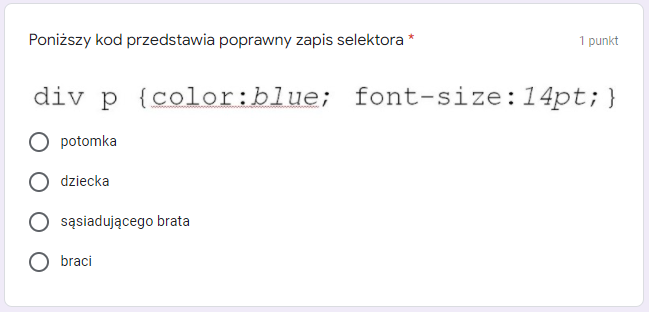 Poniższy kod przedstawia poprawny zapis selektora * 1 punkt
div p {color:blue; font-size:14pt;}
potomka
dziecka
sąsiadującego brata
braci